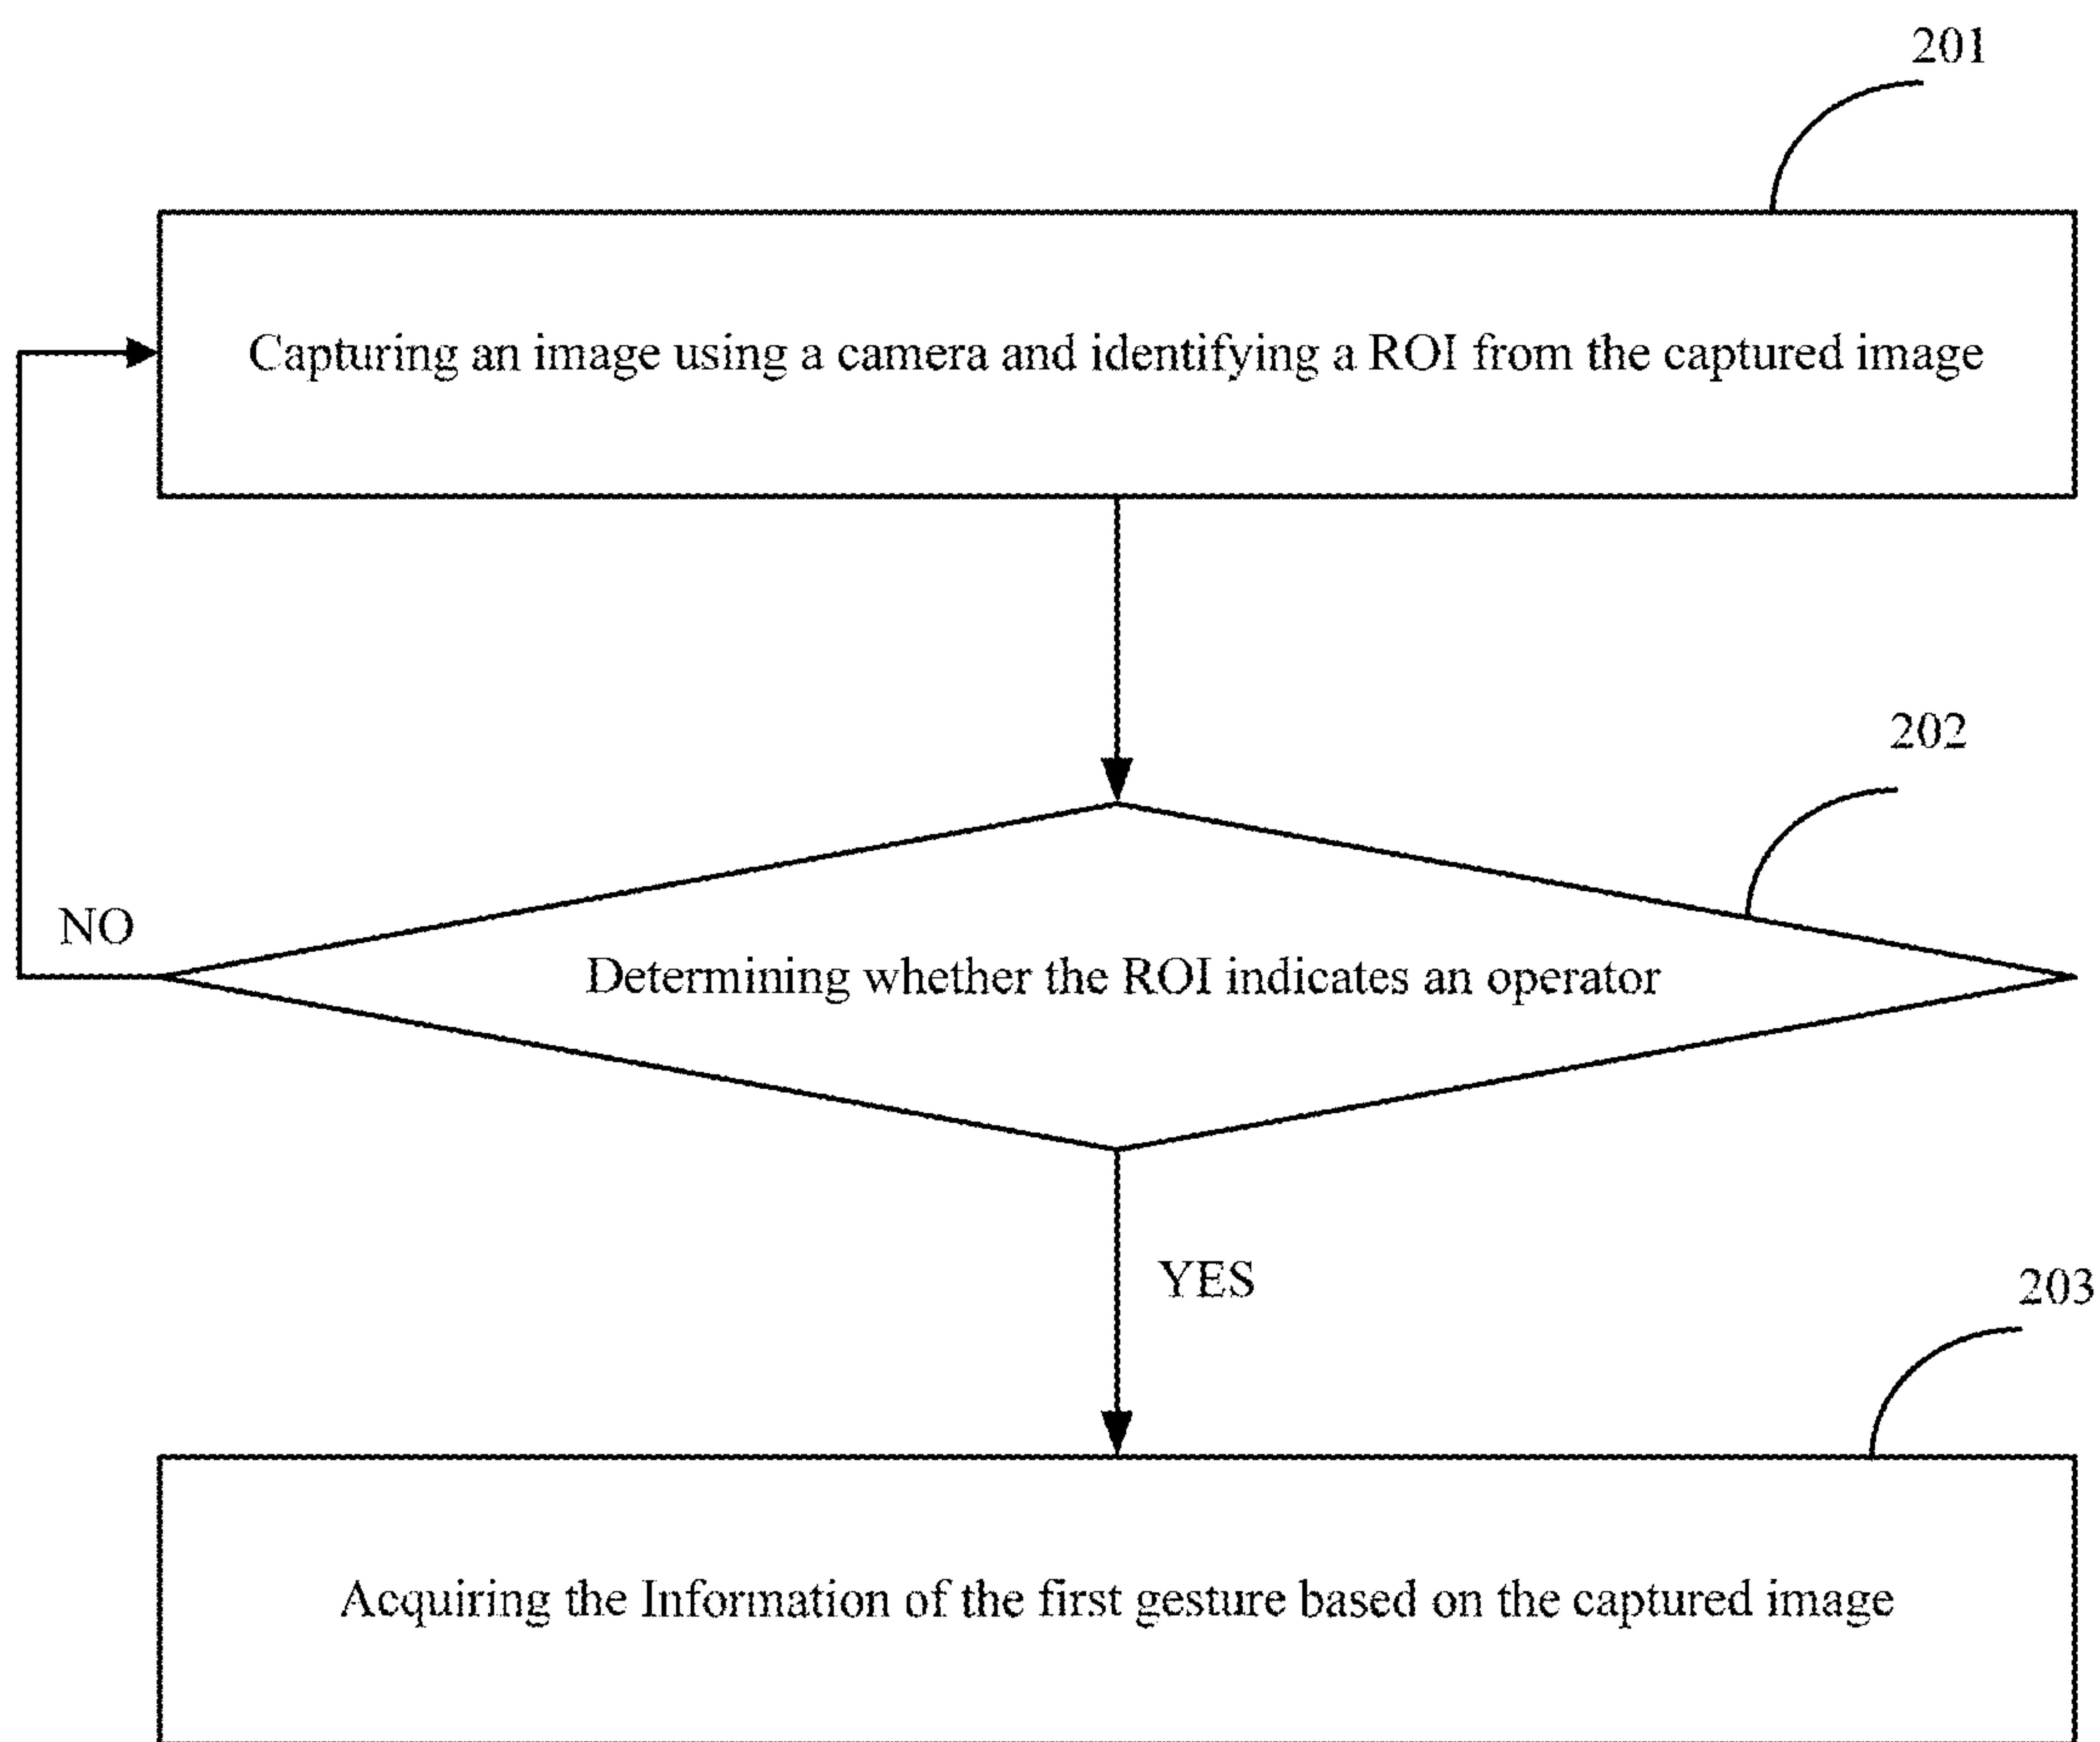 201
Capturing an image using a camera and identifying a ROI from the captured image
202
NO
Determining whether the ROI indicates an operator
YES
203
Acquiring the Information of the first gesture based on the captured image